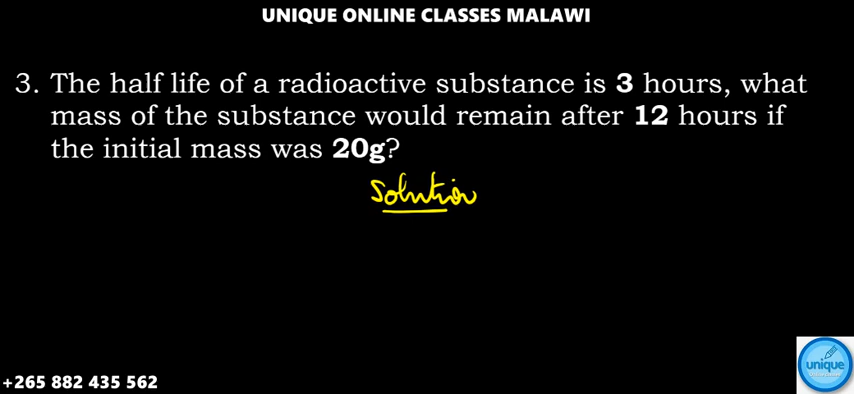 UNIQUE ONLINE CLASSES MALAWI
3. The half life of a radioactive substance is 3 hours, what
mass of the substance would remain after 12 hours if
the initial mass was 20g?
Solution
unique
+265 882 435 562